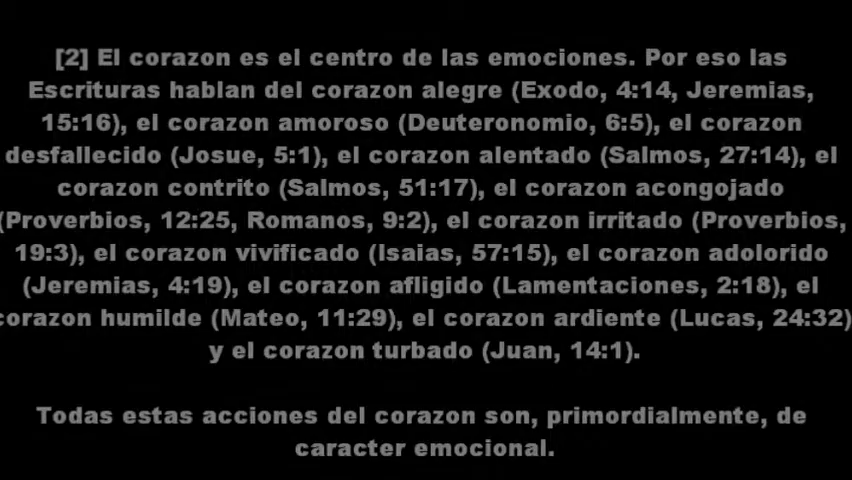 [2] El corazon es el centro de las emociones. Por eso las
Escrituras hablan del corazon alegre (Exodo, 4:14, Jeremias,
15:16), el corazon amoroso (Deuteronomio, 6:5), el corazon
desfallecido (Josue, 5:1), el corazon alentado (Salmos, 27:14), el
corazon contrito (Salmos, 51:17), el corazon acongojado
(Proverbios, 12:25, Romanos, 9:2), el corazon irritado (Proverbios,
19:3), el corazon vivificado (Isaias, 57:15), el corazon adolorido
(Jeremias, 4:19), el corazon afligido (Lamentaciones, 2:18), el
corazon humilde (Mateo, 11:29), el corazon ardiente (Lucas, 24:32)
y el corazon turbado (Juan, 14:1).
Todas estas acciones del corazon son, primordialmente, de
caracter emocional.